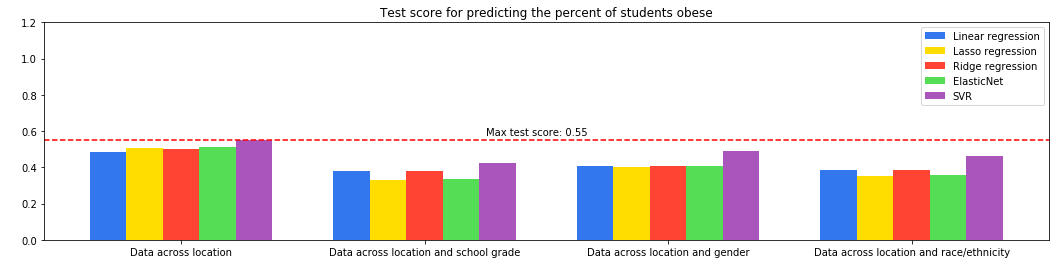 Test score for predicting the percent of students obese
1.2
1.0
0.8
0.6
0.4
0.2
0.0
Linear regression
Lasso regression
Ridge regression
ElasticNet
SVR
Max test score: 0.55
Data across location
Data across location and school grade
Data across location and gender
Data across location and race/ethnicity